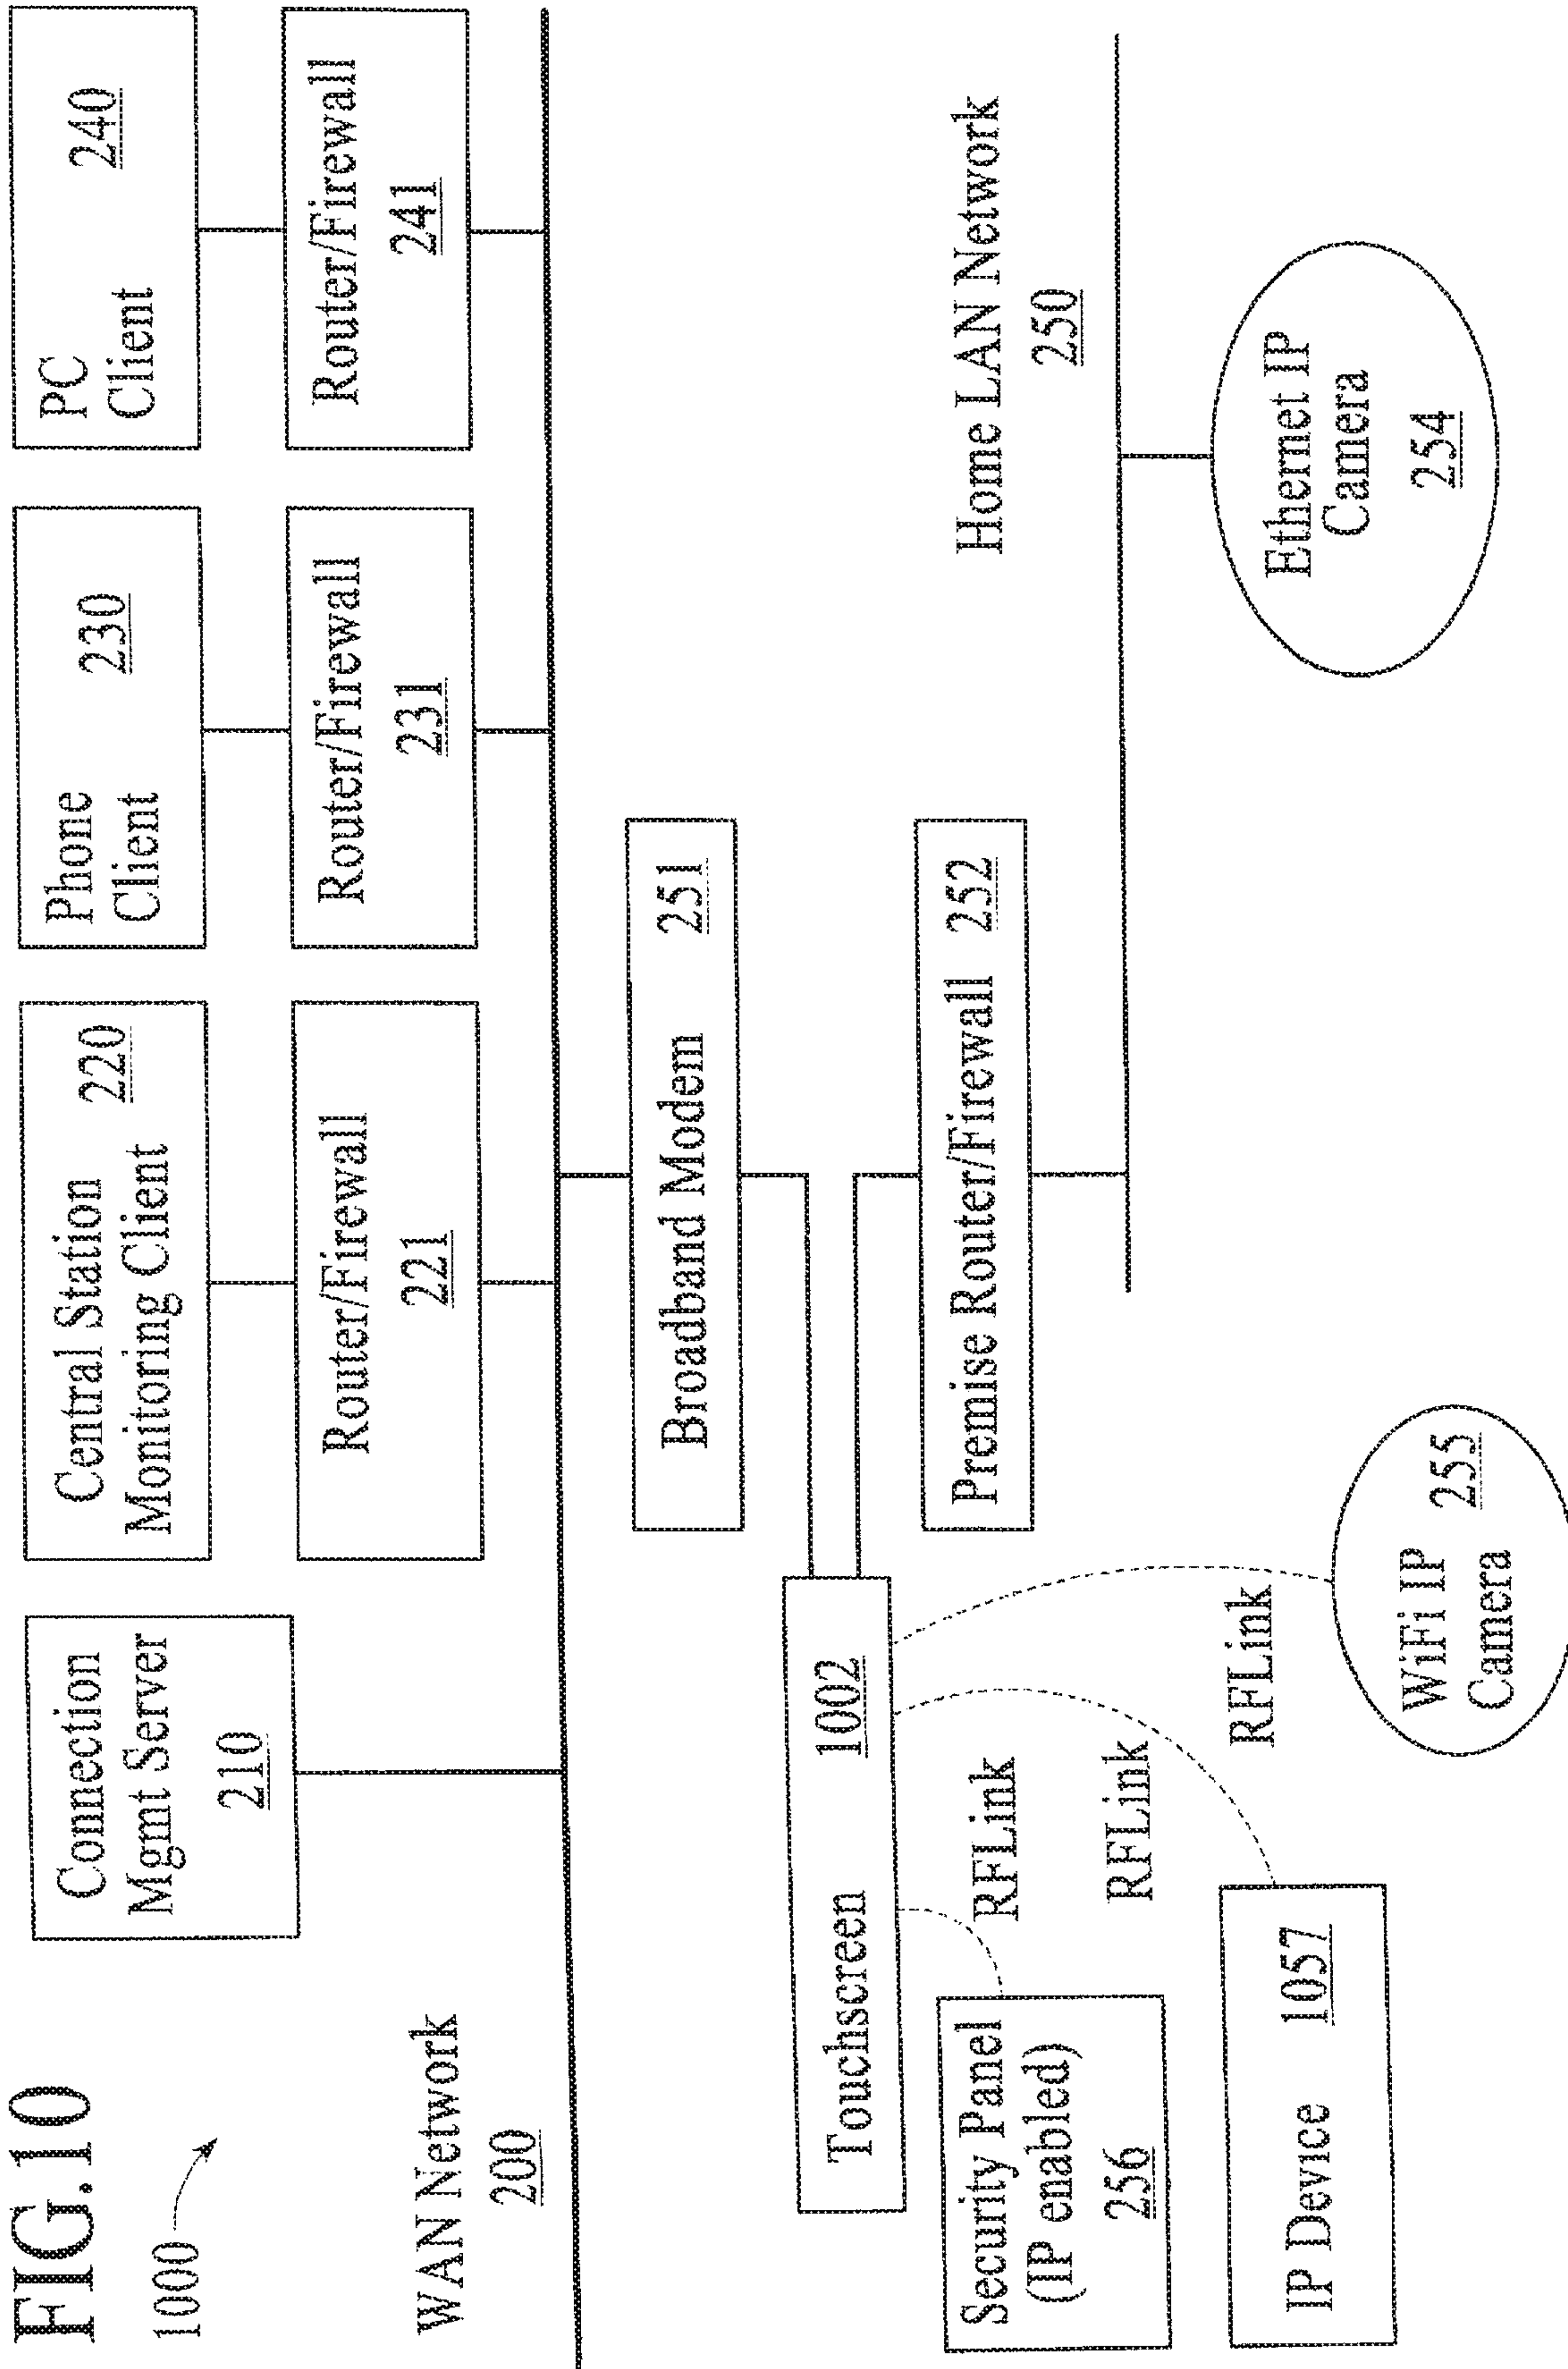 FIG.10
1000
Connection
Mgmt Server
210
Central Station
Monitoring Client
220
Phone
Client
230
PC
Client
240
Router/Firewall
221
Router/Firewall
231
Router/Firewall
241
WAN Network
200
Broadband Modem 251
Touchscreen 1002
Premise Router/Firewall 252
Home LAN Network
250
Security Panel
(IP enabled)
256
RFLink
RFLink
RFLink
IP Device 1057
WiFi IP
Camera
255
Ethernet IP
Camera
254